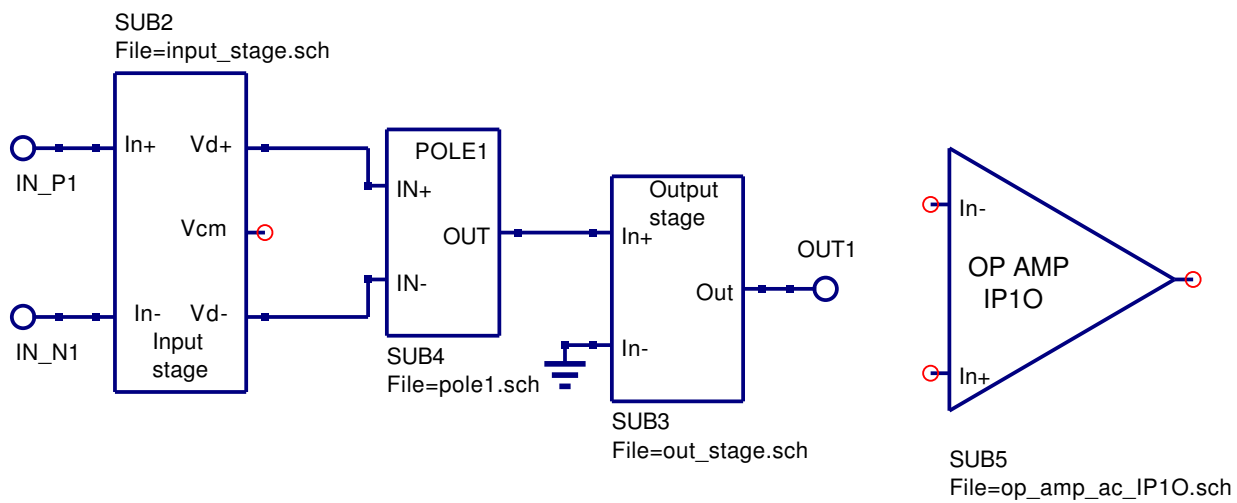 SUB2
File=input_stage.sch
In+
Vd+
Vcm
In-
Vd-
Input
stage
IN_P1
IN_N1
POLE1
IN+
OUT
IN-
SUB4
File=pole1.sch
Output
stage
In+
Out
In-
SUB3
File=out_stage.sch
OUT1
In-
OP AMP
IP1O
In+
SUB5
File=op_amp_ac_IP1O.sch